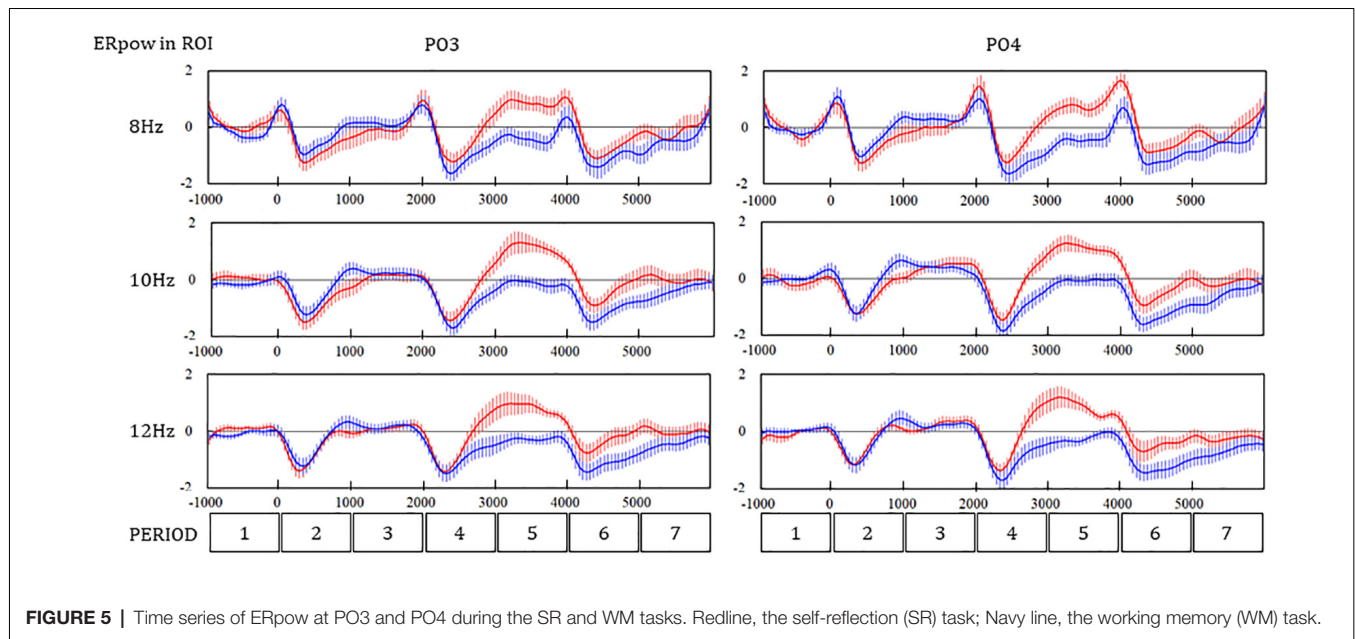 ERpow in ROI PO3 PO4
2 2
8Hz 0 0
-2 -2
-1000 0 1000 2000 3000 4000 5000 -1000 0 1000 2000 3000 4000 5000
2 2
10Hz 0 0
-2 -2
-1000 0 1000 2000 3000 4000 5000 -1000 0 1000 2000 3000 4000 5000
2 2
12Hz 0 0
-2 -2
-1000 0 1000 2000 3000 4000 5000 -1000 0 1000 2000 3000 4000 5000
PERIOD 1 2 3 4 5 6 7 1 2 3 4 5 6 7
FIGURE 5 | Time series of ERpow at PO3 and PO4 during the SR and WM tasks. Redline, the self-reflection (SR) task; Navy line, the working memory (WM) task.